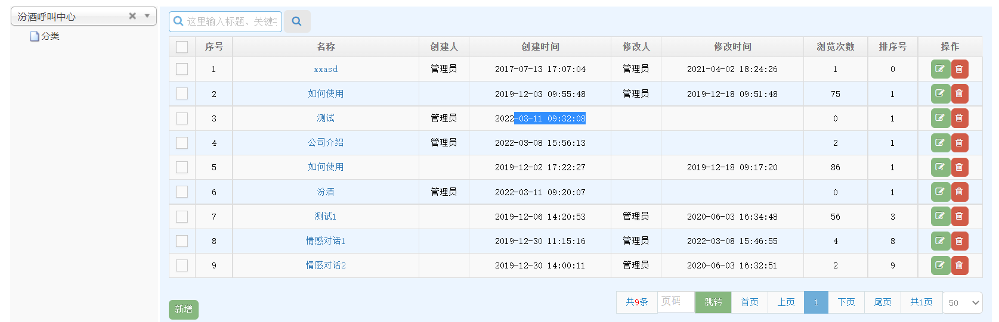 汾酒呼叫中心
分类
这里输入标题、关键字
序号 名称 创建人 创建时间 修改人 修改时间 浏览次数 排序号 操作
1 xxasd 管理员 2017-07-13 17:07:04 管理员 2021-04-02 18:24:26 1 0
2 如何使用 2019-12-03 09:55:48 管理员 2019-12-18 09:51:48 75 1
3 测试 管理员 2022-03-11 09:32:08 0 1
4 公司介绍 管理员 2022-03-08 15:56:13 2 1
5 如何使用 2019-12-02 17:22:27 2019-12-18 09:17:20 86 1
6 汾酒 管理员 2022-03-11 09:20:07 0 1
7 测试1 2019-12-06 14:20:53 管理员 2020-06-03 16:34:48 56 3
8 情感对话1 2019-12-30 11:15:16 管理员 2022-03-08 15:46:55 4 8
9 情感对话2 2019-12-30 14:00:11 管理员 2020-06-03 16:32:51 2 9
新增 共9条 页码 跳转 首页 上页 1 下页 尾页 共1页 50